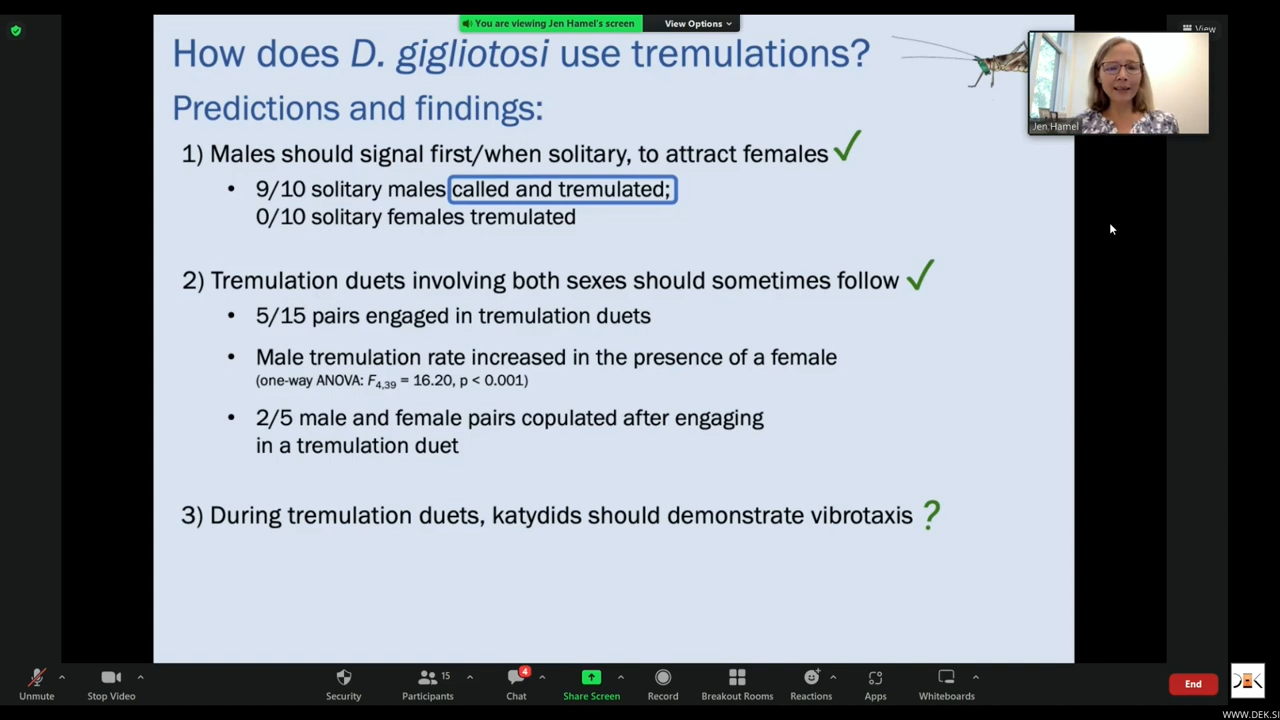 You are viewing Jen Hamel's screen
View Options
View
How does D. gigliotosi use tremulations?
Jen Hamel
Predictions and findings:
1) Males should signal first/when solitary, to attract females ✓
• 9/10 solitary males called and tremulated;
0/10 solitary females tremulated
2) Tremulation duets involving both sexes should sometimes follow ✓
• 5/15 pairs engaged in tremulation duets
• Male tremulation rate increased in the presence of a female
(one-way ANOVA: F4,39 = 16.20, p < 0.001)
• 2/5 male and female pairs copulated after engaging
in a tremulation duet
3) During tremulation duets, katydids should demonstrate vibrotaxis ?
Unmute
Stop Video
Security
15
Participants
4
Chat
Share Screen
Record
Breakout Rooms
Reactions
Apps
Whiteboards
End
WWW.DEK.SI